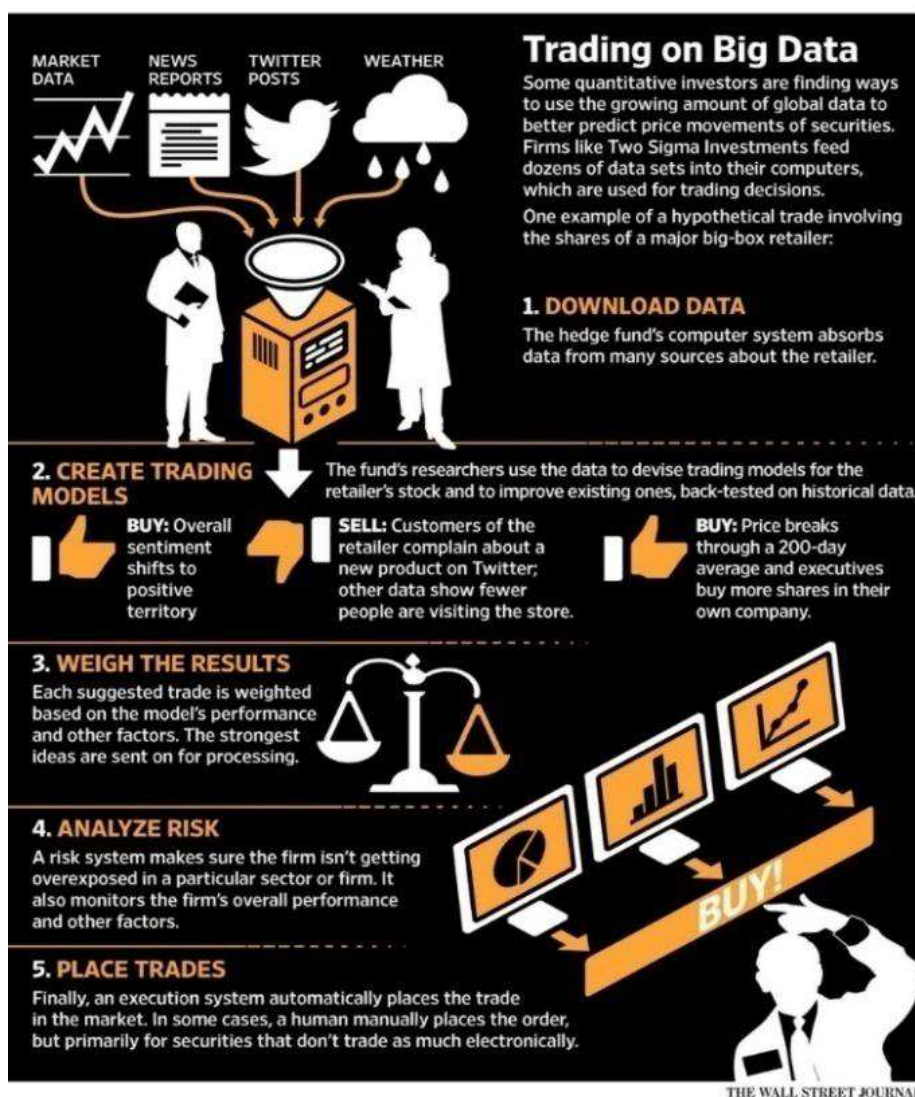 MARKET
DATA
NEWS
REPORTS
TWITTER
POSTS
WEATHER
Trading on Big Data
Some quantitative investors are finding ways
to use the growing amount of global data to
better predict price movements of securities.
Firms like Two Sigma Investments feed
dozens of data sets into their computers,
which are used for trading decisions.
One example of a hypothetical trade involving
the shares of a major big-box retailer:
1. DOWNLOAD DATA
The hedge fund's computer system absorbs
data from many sources about the retailer.
2. CREATE TRADING
MODELS
The fund's researchers use the data to devise trading models for the
retailer's stock and to improve existing ones, back-tested on historical data.
BUY: Overall
sentiment
shifts to
positive
territory
SELL: Customers of the
retailer complain about a
new product on Twitter;
other data show fewer
people are visiting the store.
BUY: Price breaks
through a 200-day
average and executives
buy more shares in their
own company.
3. WEIGH THE RESULTS
Each suggested trade is weighted
based on the model's performance
and other factors. The strongest
ideas are sent on for processing.
4. ANALYZE RISK
A risk system makes sure the firm isn't getting
overexposed in a particular sector or firm. It
also monitors the firm's overall performance
and other factors.
BUY!
5. PLACE TRADES
Finally, an execution system automatically places the trade
in the market. In some cases, a human manually places the order,
but primarily for securities that don't trade as much electronically.
THE WALL STREET JOURNAL